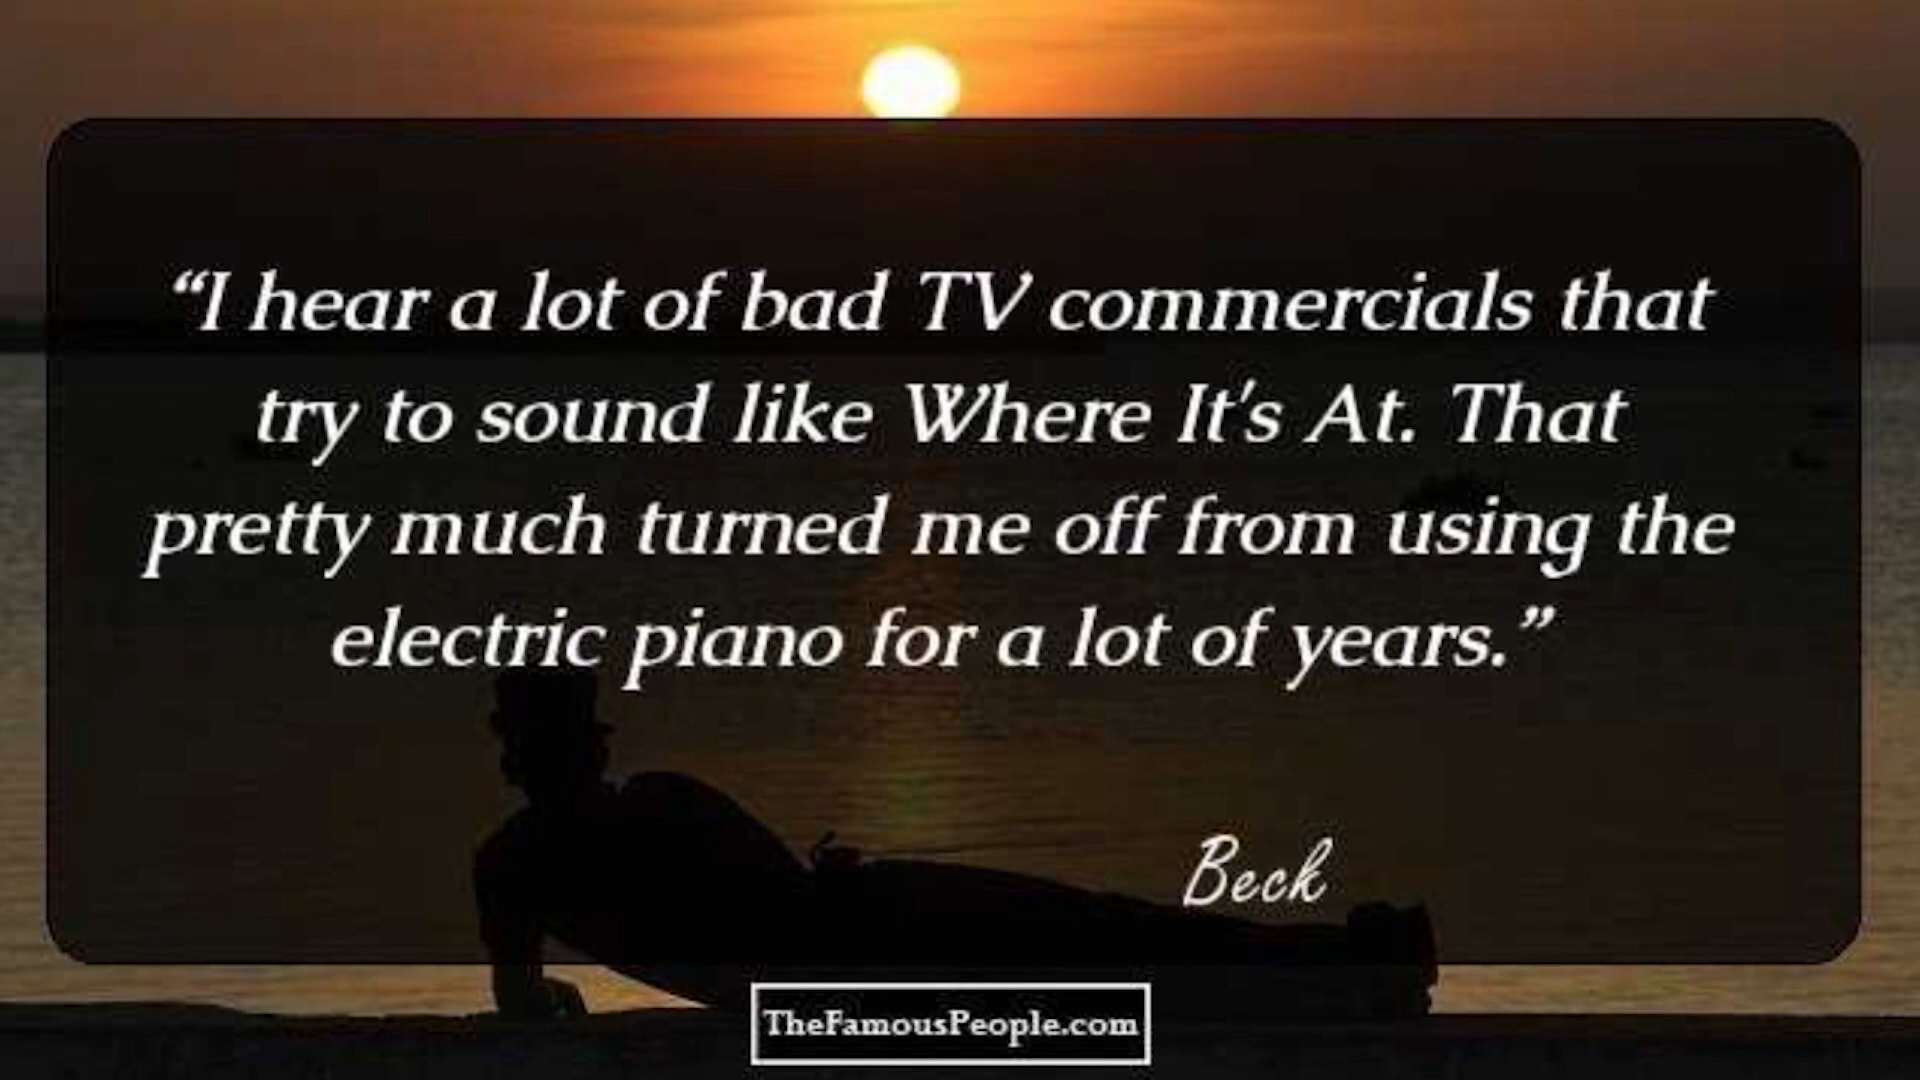 “I hear a lot of bad TV commercials that
try to sound like Where It's At. That
pretty much turned me off from using the
electric piano for a lot of years.”
Beck
TheFamousPeople.com